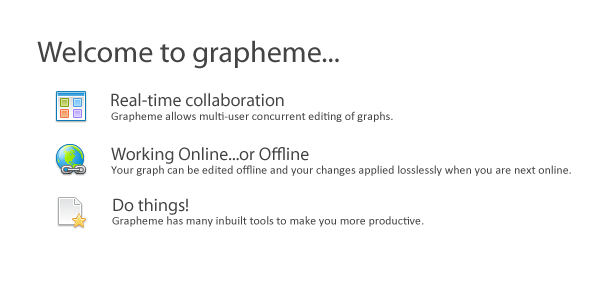 Welcome to grapheme...
Real-time collaboration
Grapheme allows multi-user concurrent editing of graphs.
Working Online...or Offline
Your graph can be edited offline and your changes applied losslessly when you are next online.
Do things!
Grapheme has many inbuilt tools to make you more productive.